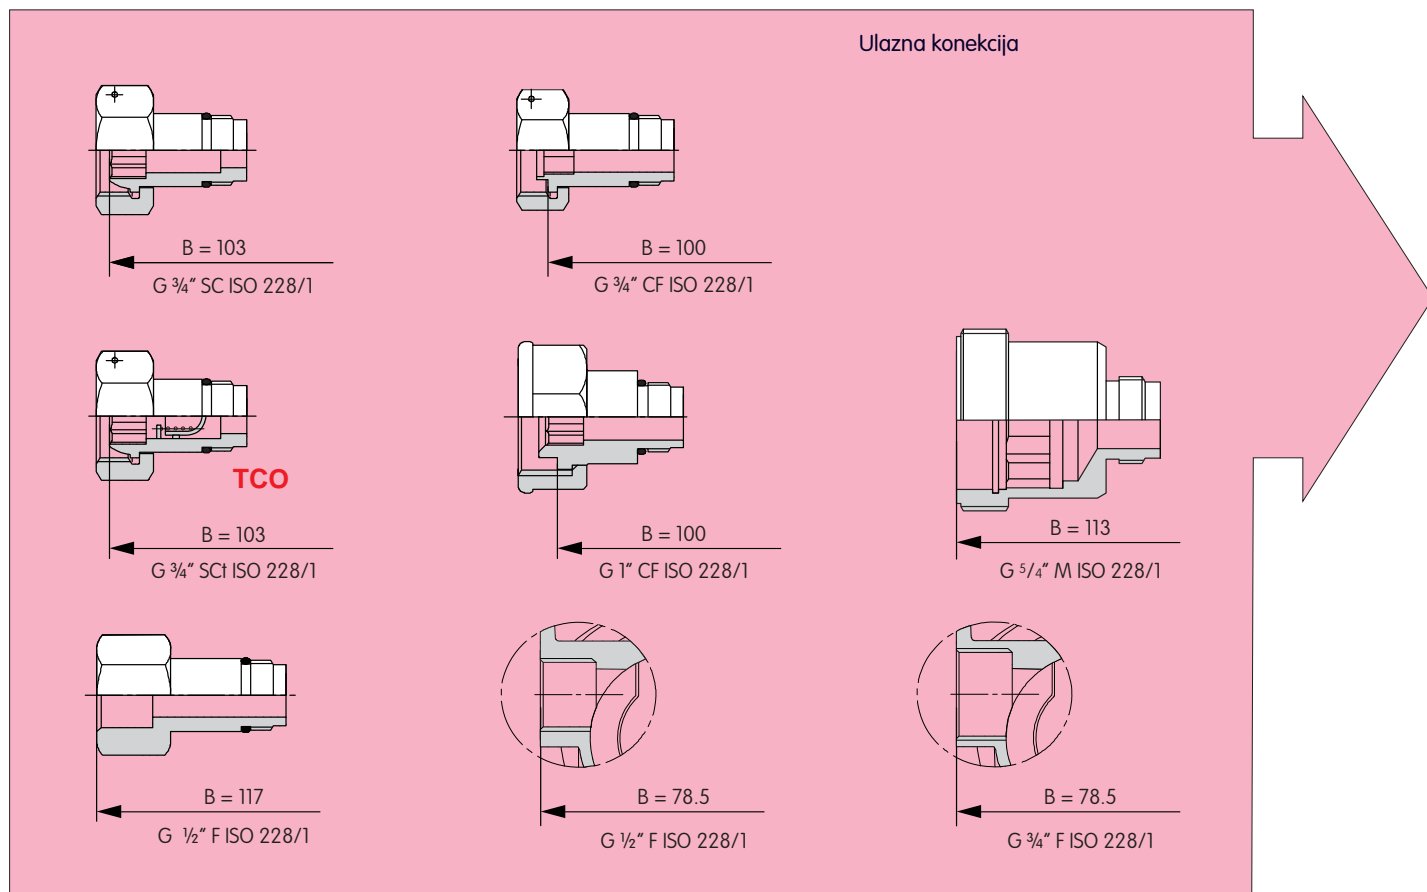 Ulazna konekcija
B = 103
G ¾” SC ISO 228/1
B = 100
G ¾” CF ISO 228/1
TCO
B = 103
G ¾” SCt ISO 228/1
B = 100
G 1” CF ISO 228/1
B = 113
G 5/4” M ISO 228/1
B = 117
G ½” F ISO 228/1
B = 78.5
G ½” F ISO 228/1
B = 78.5
G ¾” F ISO 228/1